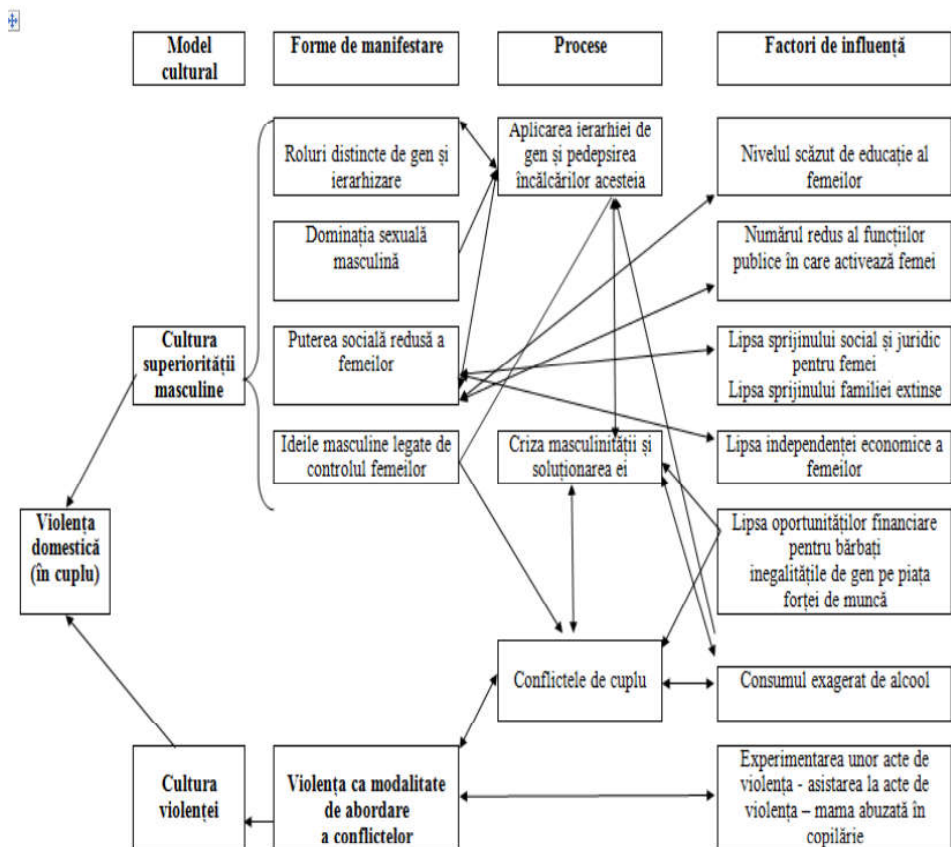 Model
cultural
Forme de manifestare
Procese
Factori de influență
Roluri distincte de gen și
ierarhizare
Aplicarea ierarhiei de
gen și pedepsirea
încălcărilor acesteia
Nivelul scăzut de educație al
femeilor
Dominația sexuală
masculină
Numărul redus al funcțiilor
publice în care activează femei
Cultura
superiorității
masculine
Puterea socială redusă a
femeilor
Lipsa sprijinului social și juridic
pentru femei
Lipsa sprijinului familiei extinse
Ideile masculine legate de
controlul femeilor
Criza masculinității și
soluționarea ei
Lipsa independenței economice a
femeilor
Violența
domestică
(în cuplu)
Lipsa oportunităților financiare
pentru bărbați
inegalitățile de gen pe piața
forței de muncă
Conflictele de cuplu
Consumul exagerat de alcool
Cultura
violenței
Violența ca modalitate
de abordare
a conflictelor
Experimentarea unor acte de
violența - asistarea la acte de
violența – mama abuzată în
copilărie